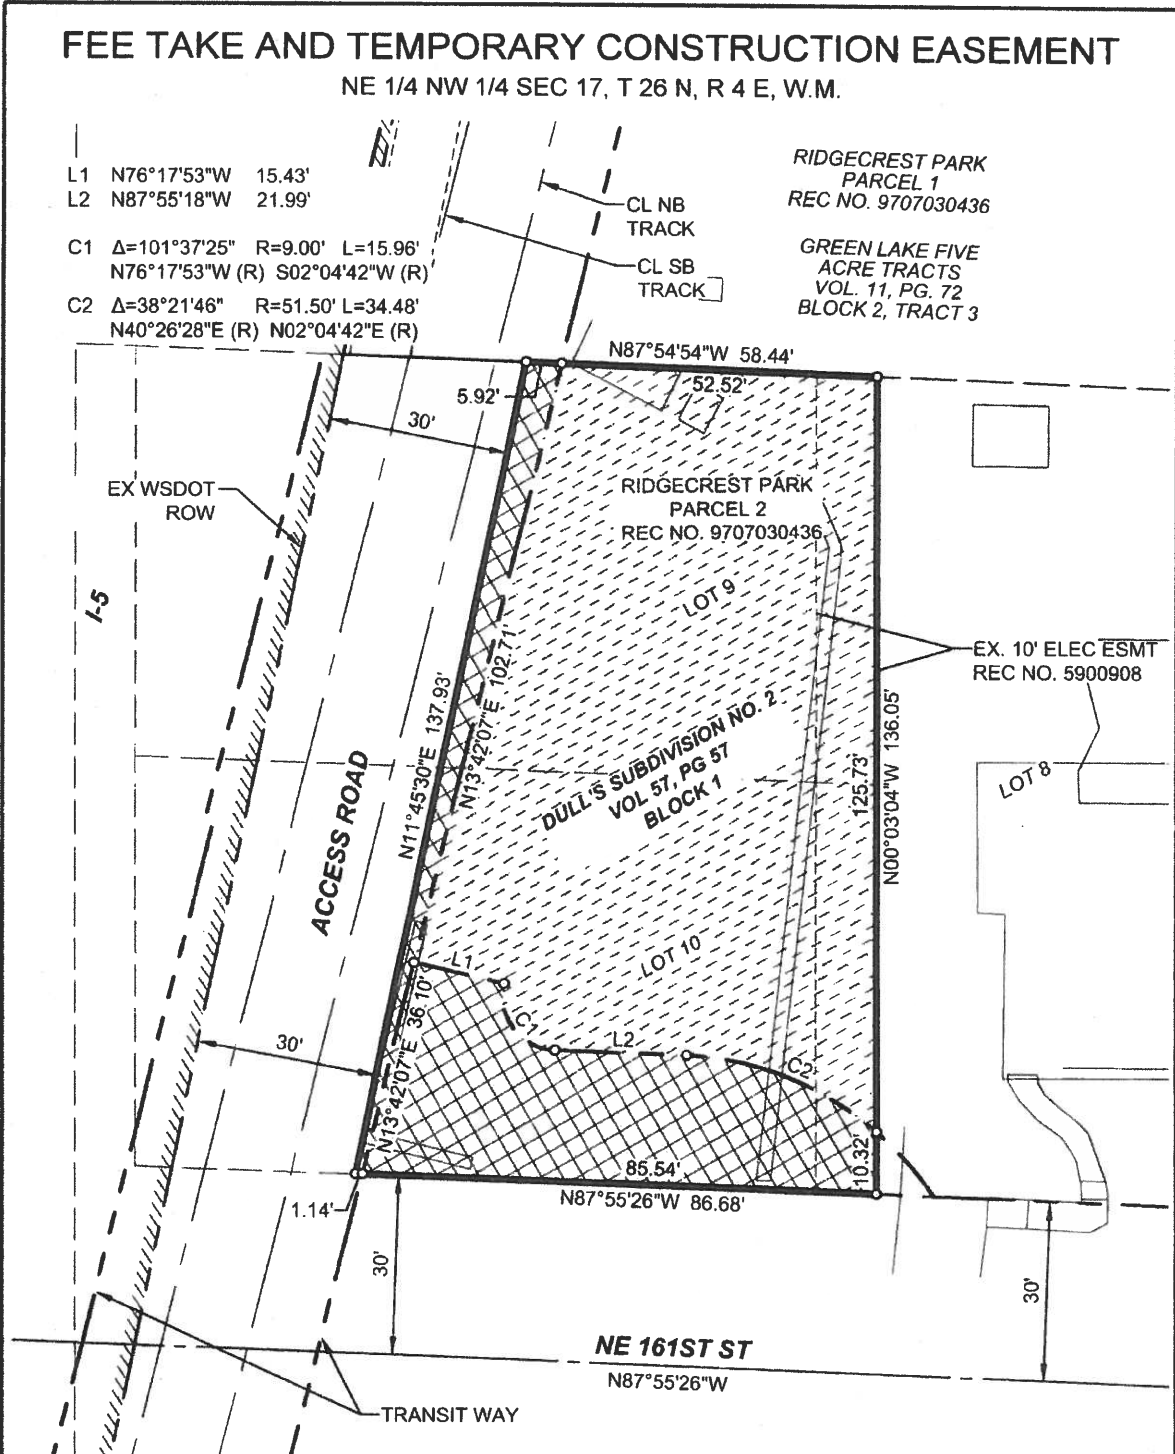 FEE TAKE AND TEMPORARY CONSTRUCTION EASEMENT
NE 1/4 NW 1/4 SEC 17, T 26 N, R 4 E, W.M.
L1 N76°17'53"W 15.43'
L2 N87°55'18"W 21.99'
C1 Δ=101°37'25" R=9.00' L=15.96'
N76°17'53"W (R) S02°04'42"W (R)
C2 Δ=38°21'46" R=51.50' L=34.48'
N40°26'28"E (R) N02°04'42"E (R)
CL NB
TRACK
CL SB
TRACK
RIDGECREST PARK
PARCEL 1
REC NO. 9707030436
GREEN LAKE FIVE
ACRE TRACTS
VOL. 11, PG. 72
BLOCK 2, TRACT 3
N87°54'54"W 58.44'
52.52'
5.92'
30'
EX WSDOT
ROW
RIDGECREST PARK
PARCEL 2
REC NO. 9707030436
I-5
LOT 9
EX. 10' ELEC ESMT
REC NO. 5900908
N11°45'30"E 137.93'
N13°42'07"E 102.71'
DULL'S SUBDIVISION NO. 2
VOL 57, PG 57
BLOCK 1
125.73'
N00°03'04"W 136.05'
LOT 8
ACCESS ROAD
LOT 10
L1
N13°42'07"E 36.10'
C1
L2
C2
30'
10.32'
85.54'
N87°55'26"W 86.68'
1.14'
30'
30'
NE 161ST ST
N87°55'26"W
TRANSIT WAY